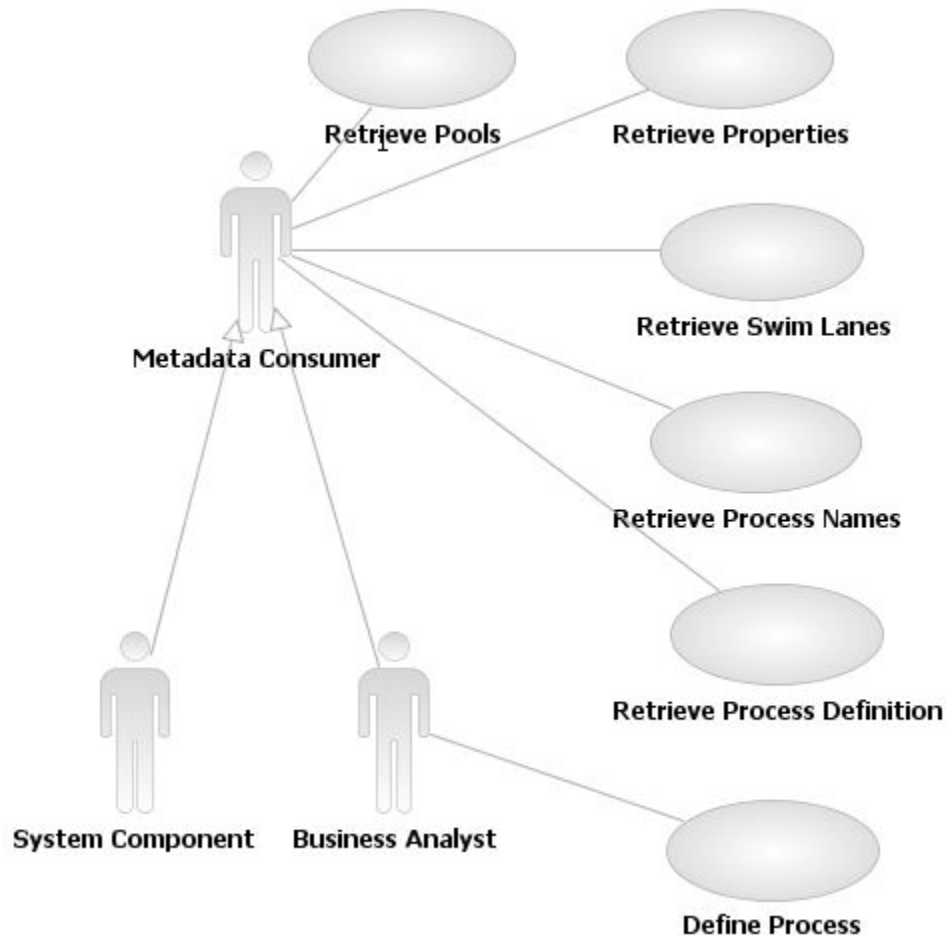 Retrieve Pools
Retrieve Properties
Retrieve Swim Lanes
Metadata Consumer
Retrieve Process Names
Retrieve Process Definition
System Component
Business Analyst
Define Process